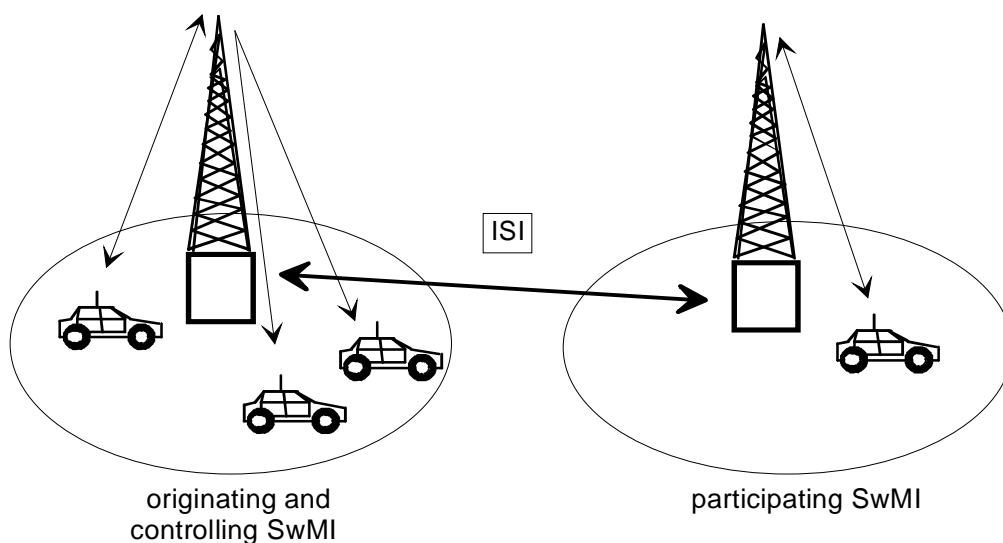 ISI
originating and
controlling SwMI
participating SwMI